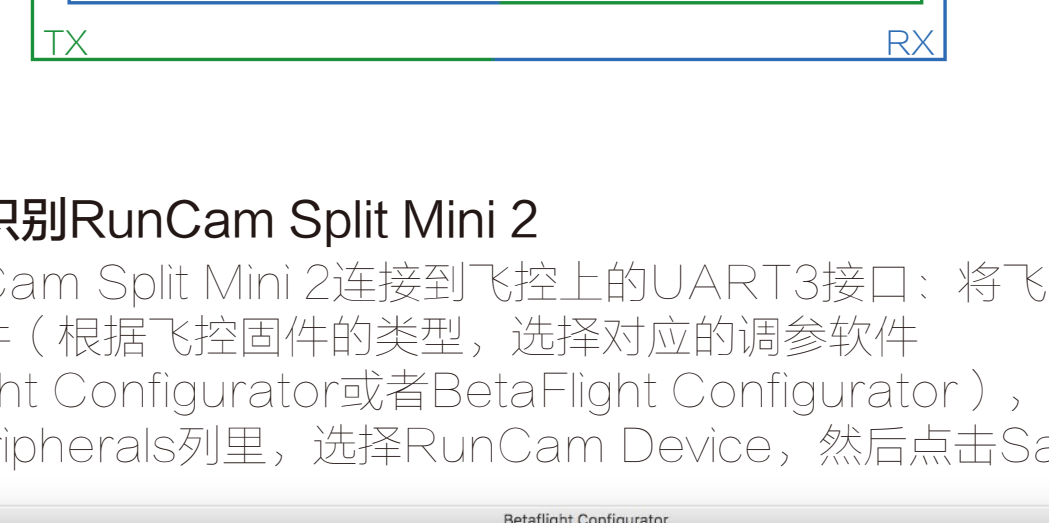 TX RX
识别RunCam Split Mini 2
Cam Split Mini 2连接到飞控上的UART3接口：将飞
件（根据飞控固件的类型，选择对应的调参软件
ht Configurator或者BetaFlight Configurator），
ripherals列里，选择RunCam Device，然后点击Sa
Betaflight Configurator